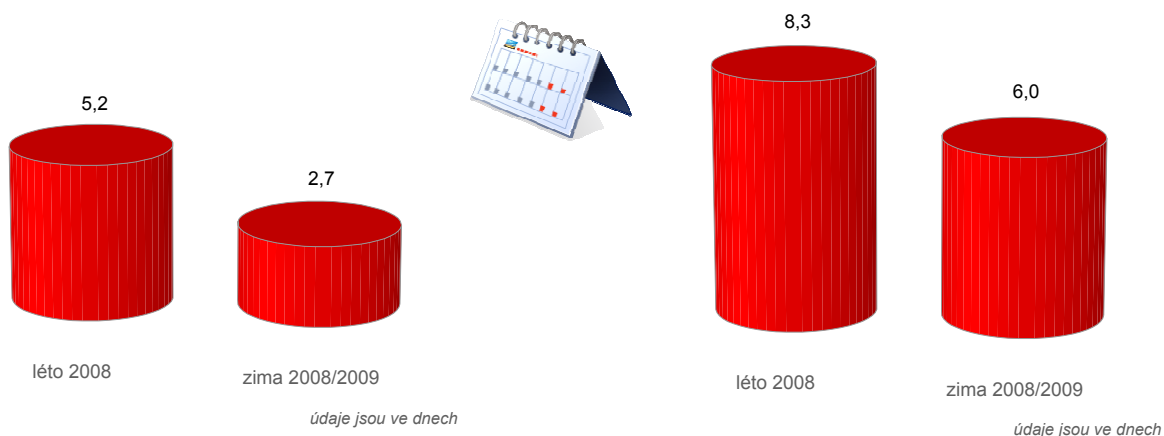 5,2
2,7
léto 2008
zima 2008/2009
údaje jsou ve dnech
8,3
6,0
léto 2008
zima 2008/2009
údaje jsou ve dnech